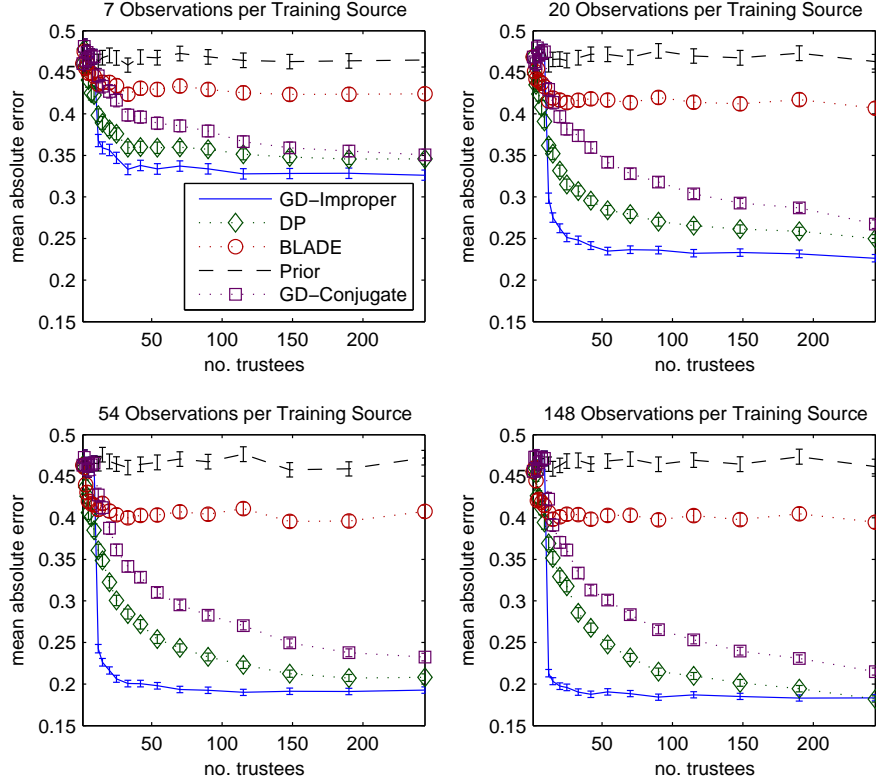 7 Observations per Training Source
0.5
0.45
0.4
0.35
0.3
0.25
0.2
0.15
mean absolute error
GD−Improper
DP
BLADE
Prior
GD−Conjugate
50
100
150
200
no. trustees
20 Observations per Training Source
0.5
0.45
0.4
0.35
0.3
0.25
0.2
0.15
mean absolute error
50
100
150
200
no. trustees
54 Observations per Training Source
0.5
0.45
0.4
0.35
0.3
0.25
0.2
0.15
mean absolute error
50
100
150
200
no. trustees
148 Observations per Training Source
0.5
0.45
0.4
0.35
0.3
0.25
0.2
0.15
mean absolute error
50
100
150
200
no. trustees